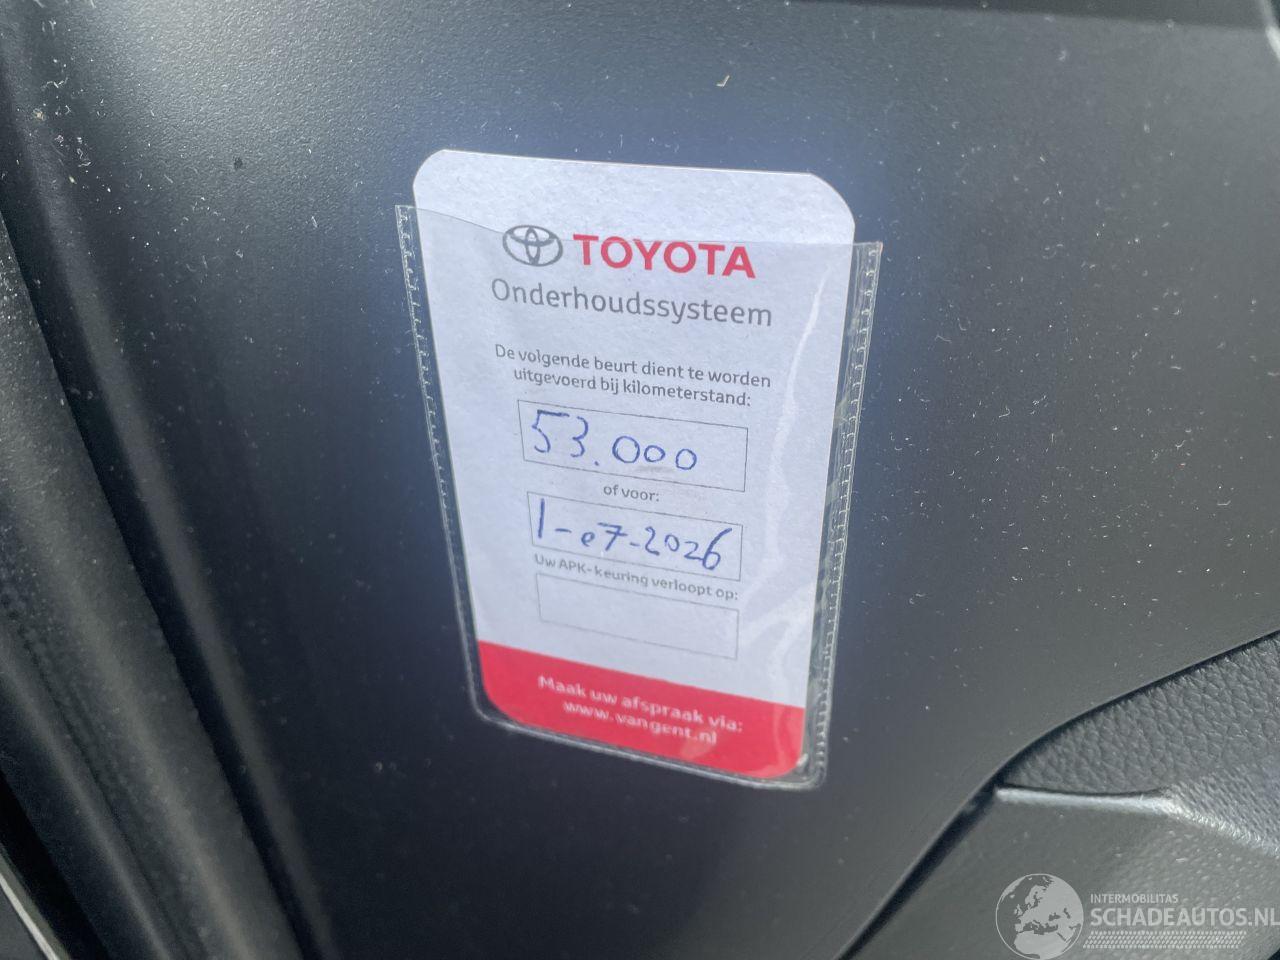 TOYOTA
Onderhoudssysteem
De volgende beurt dient te worden
uitgevoerd bij kilometerstand:
53.000
of voor:
1-07-2026
Uw APK-keuring verloopt op:
Maak uw afspraak via:
www.vangent.nl
INTERMOBILITAS
SCHADEAUTOS.NL